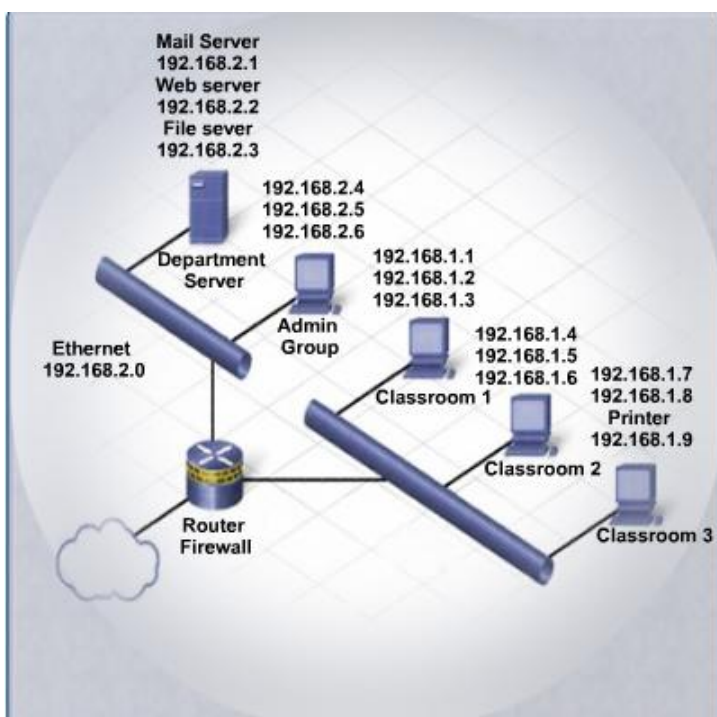 Mail Server
192.168.2.1
Web server
192.168.2.2
File sever
192.168.2.3
Department
Server
192.168.2.4
192.168.2.5
192.168.2.6
Admin
Group
Ethernet
192.168.2.0
192.168.1.1
192.168.1.2
192.168.1.3
Classroom 1
192.168.1.4
192.168.1.5
192.168.1.6
Classroom 2
192.168.1.7
192.168.1.8
Printer
192.168.1.9
Classroom 3
Router
Firewall